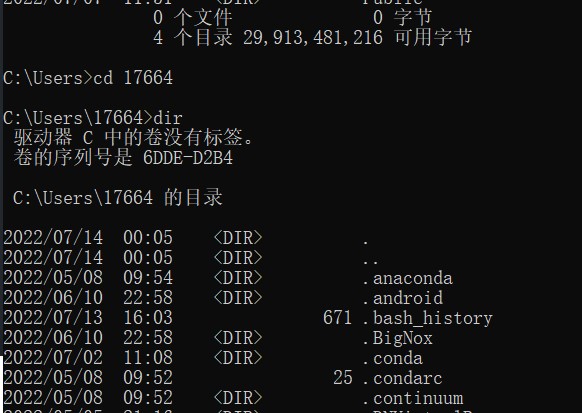 0 个文件 0 字节
4 个目录 29,913,481,216 可用字节
C:\Users>cd 17664
C:\Users\17664>dir
驱动器 C 中的卷没有标签。
卷的序列号是 6DDE-D2B4
C:\Users\17664 的目录
2022/07/14 00:05 <DIR> .
2022/07/14 00:05 <DIR> ..
2022/05/08 09:54 <DIR> .anaconda
2022/06/10 22:58 <DIR> .android
2022/07/13 16:03 671 .bash_history
2022/06/10 22:58 <DIR> .BigNox
2022/07/02 11:08 <DIR> .conda
2022/05/08 09:52 25 .condarc
2022/05/08 09:52 <DIR> .continuum